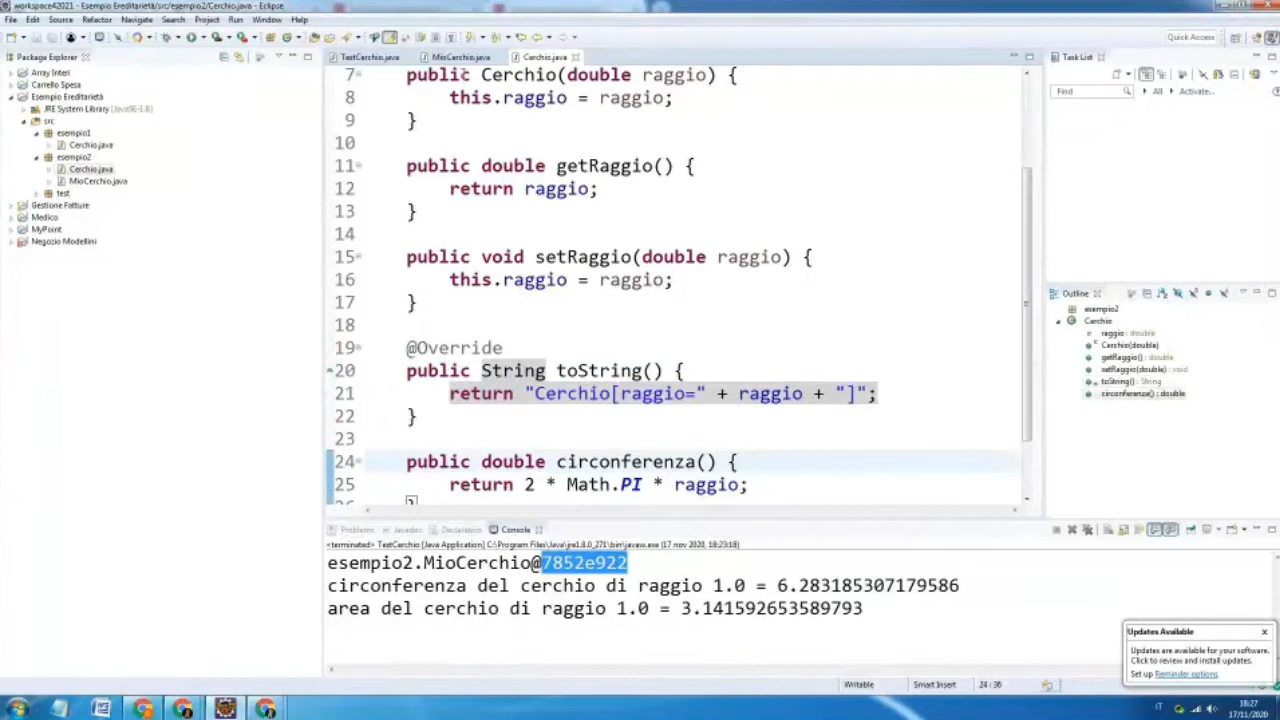 workspace42021 - Esempio Ereditarietà/src/esempio2/Cerchio.java - Eclipse
File Edit Source Refactor Navigate Search Project Run Window Help
Quick Access
Package Explorer
Array Interi
Carrello Spesa
Esempio Ereditarietà
JRE System Library [JavaSE-1.8]
src
esempio1
Cerchio.java
esempio2
Cerchio.java
MioCerchio.java
test
Gestione Fatture
Medico
MyPoint
Negozio Modellini
TestCerchio.java MioCerchio.java Cerchio.java
7 public Cerchio(double raggio) {
8 this.raggio = raggio;
9 }
10
11 public double getRaggio() {
12 return raggio;
13 }
14
15 public void setRaggio(double raggio) {
16 this.raggio = raggio;
17 }
18
19 @Override
20 public String toString() {
21 return "Cerchio[raggio=" + raggio + "]";
22 }
23
24 public double circonferenza() {
25 return 2 * Math.PI * raggio;
}
Task List
Find All Activate...
Outline
esempio2
Cerchio
raggio : double
Cerchio(double)
getRaggio() : double
setRaggio(double) : void
toString() : String
circonferenza() : double
Problems Javadoc Declaration Console
<terminated> TestCerchio [Java Application] C:\Program Files\Java\jre1.8.0_271\bin\javaw.exe (17 nov 2020, 18:23:18)
esempio2.MioCerchio@7852e922
circonferenza del cerchio di raggio 1.0 = 6.283185307179586
area del cerchio di raggio 1.0 = 3.141592653589793
Updates Available
Updates are available for your software.
Click to review and install updates.
Set up Reminder options
Writable Smart Insert 24 : 36
IT
18:27
17/11/2020